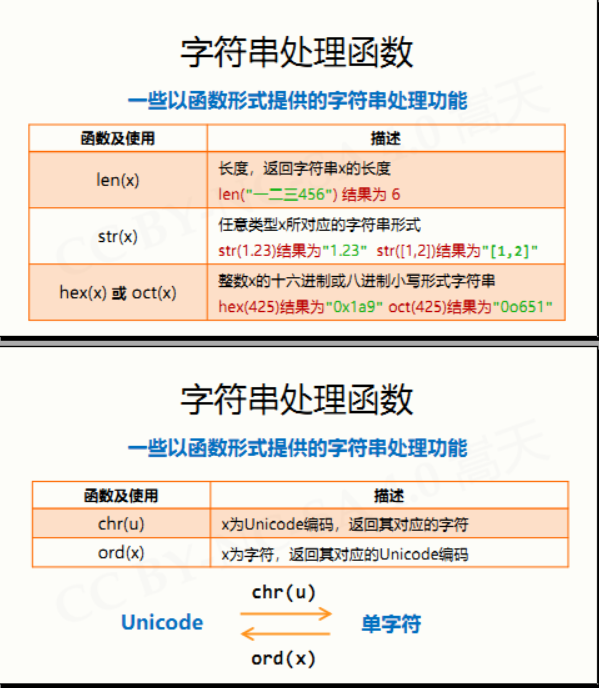 字符串处理函数
一些以函数形式提供的字符串处理功能
函数及使用 描述
len(x) 长度，返回字符串x的长度
len("一二三456") 结果为 6
str(x) 任意类型x所对应的字符串形式
str(1.23)结果为"1.23" str([1,2])结果为"[1,2]"
hex(x) 或 oct(x) 整数x的十六进制或八进制小写形式字符串
hex(425)结果为"0x1a9" oct(425)结果为"0o651"
字符串处理函数
一些以函数形式提供的字符串处理功能
函数及使用 描述
chr(u) x为Unicode编码，返回其对应的字符
ord(x) x为字符，返回其对应的Unicode编码
chr(u)
Unicode 单字符
ord(x)